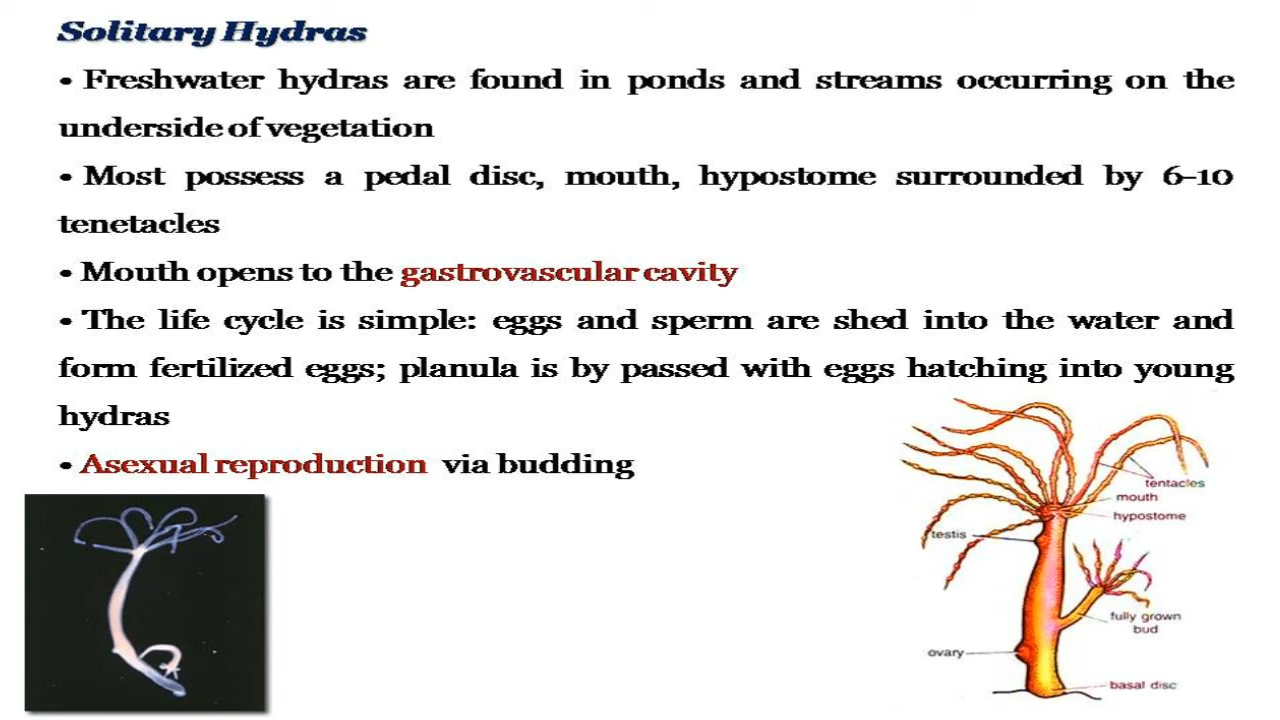 Solitary Hydras
• Freshwater hydras are found in ponds and streams occurring on the
underside of vegetation
• Most possess a pedal disc, mouth, hypostome surrounded by 6-10
tenetacles
• Mouth opens to the gastrovascular cavity
• The life cycle is simple: eggs and sperm are shed into the water and
form fertilized eggs; planula is by passed with eggs hatching into young
hydras
• Asexual reproduction via budding
tentacles
mouth
hypostome
testis
fully grown
bud
ovary
basal disc